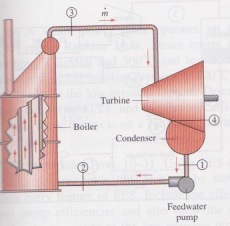 ṁ
③
Turbine
④
Boiler
Condenser
①
②
Feedwater
pump